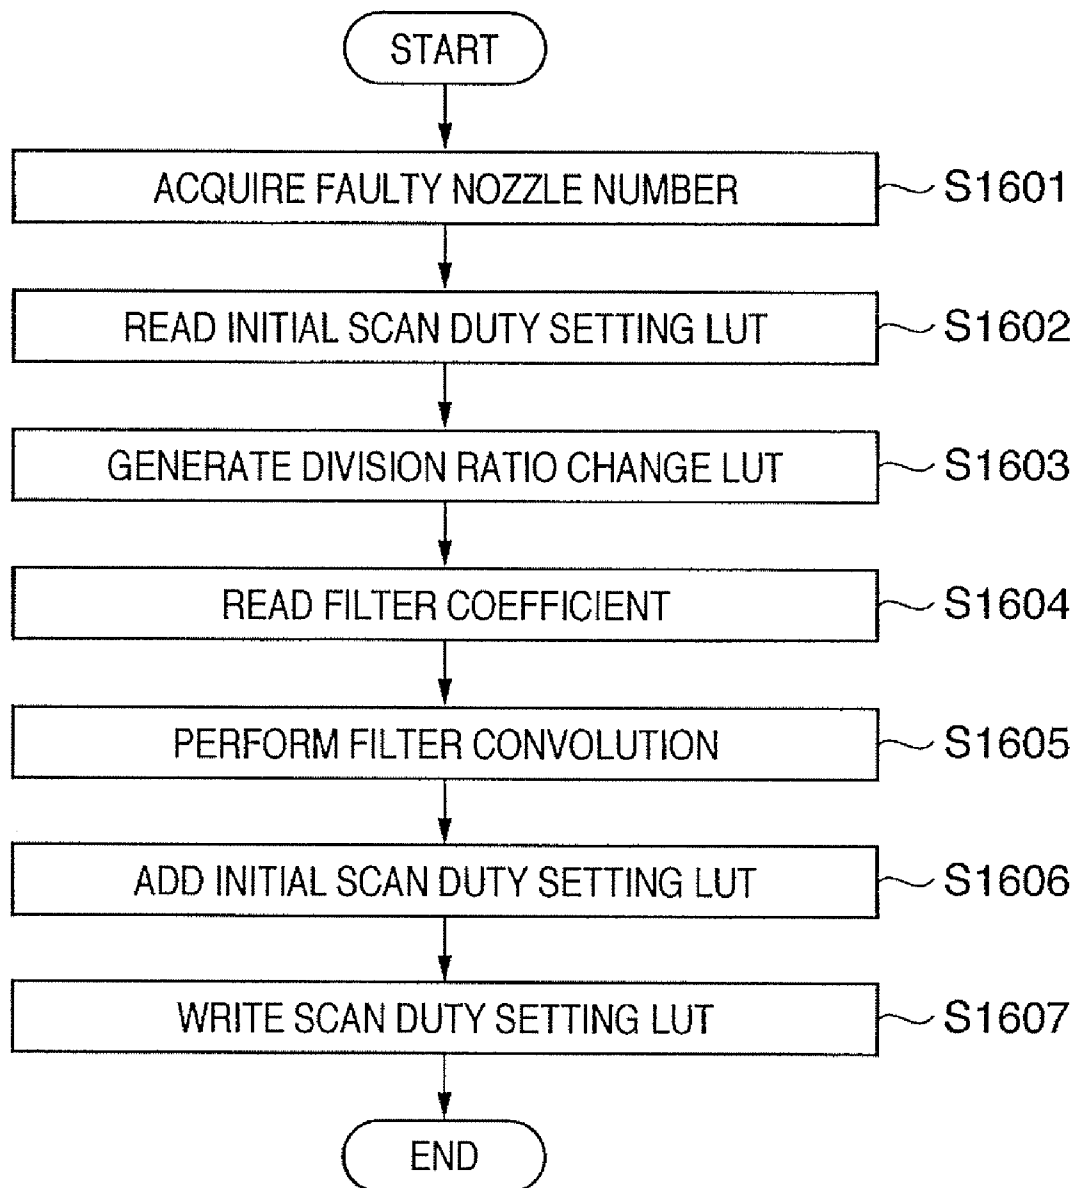 START
ACQUIRE FAULTY NOZZLE NUMBER S1601
READ INITIAL SCAN DUTY SETTING LUT S1602
GENERATE DIVISION RATIO CHANGE LUT S1603
READ FILTER COEFFICIENT S1604
PERFORM FILTER CONVOLUTION S1605
ADD INITIAL SCAN DUTY SETTING LUT S1606
WRITE SCAN DUTY SETTING LUT S1607
END